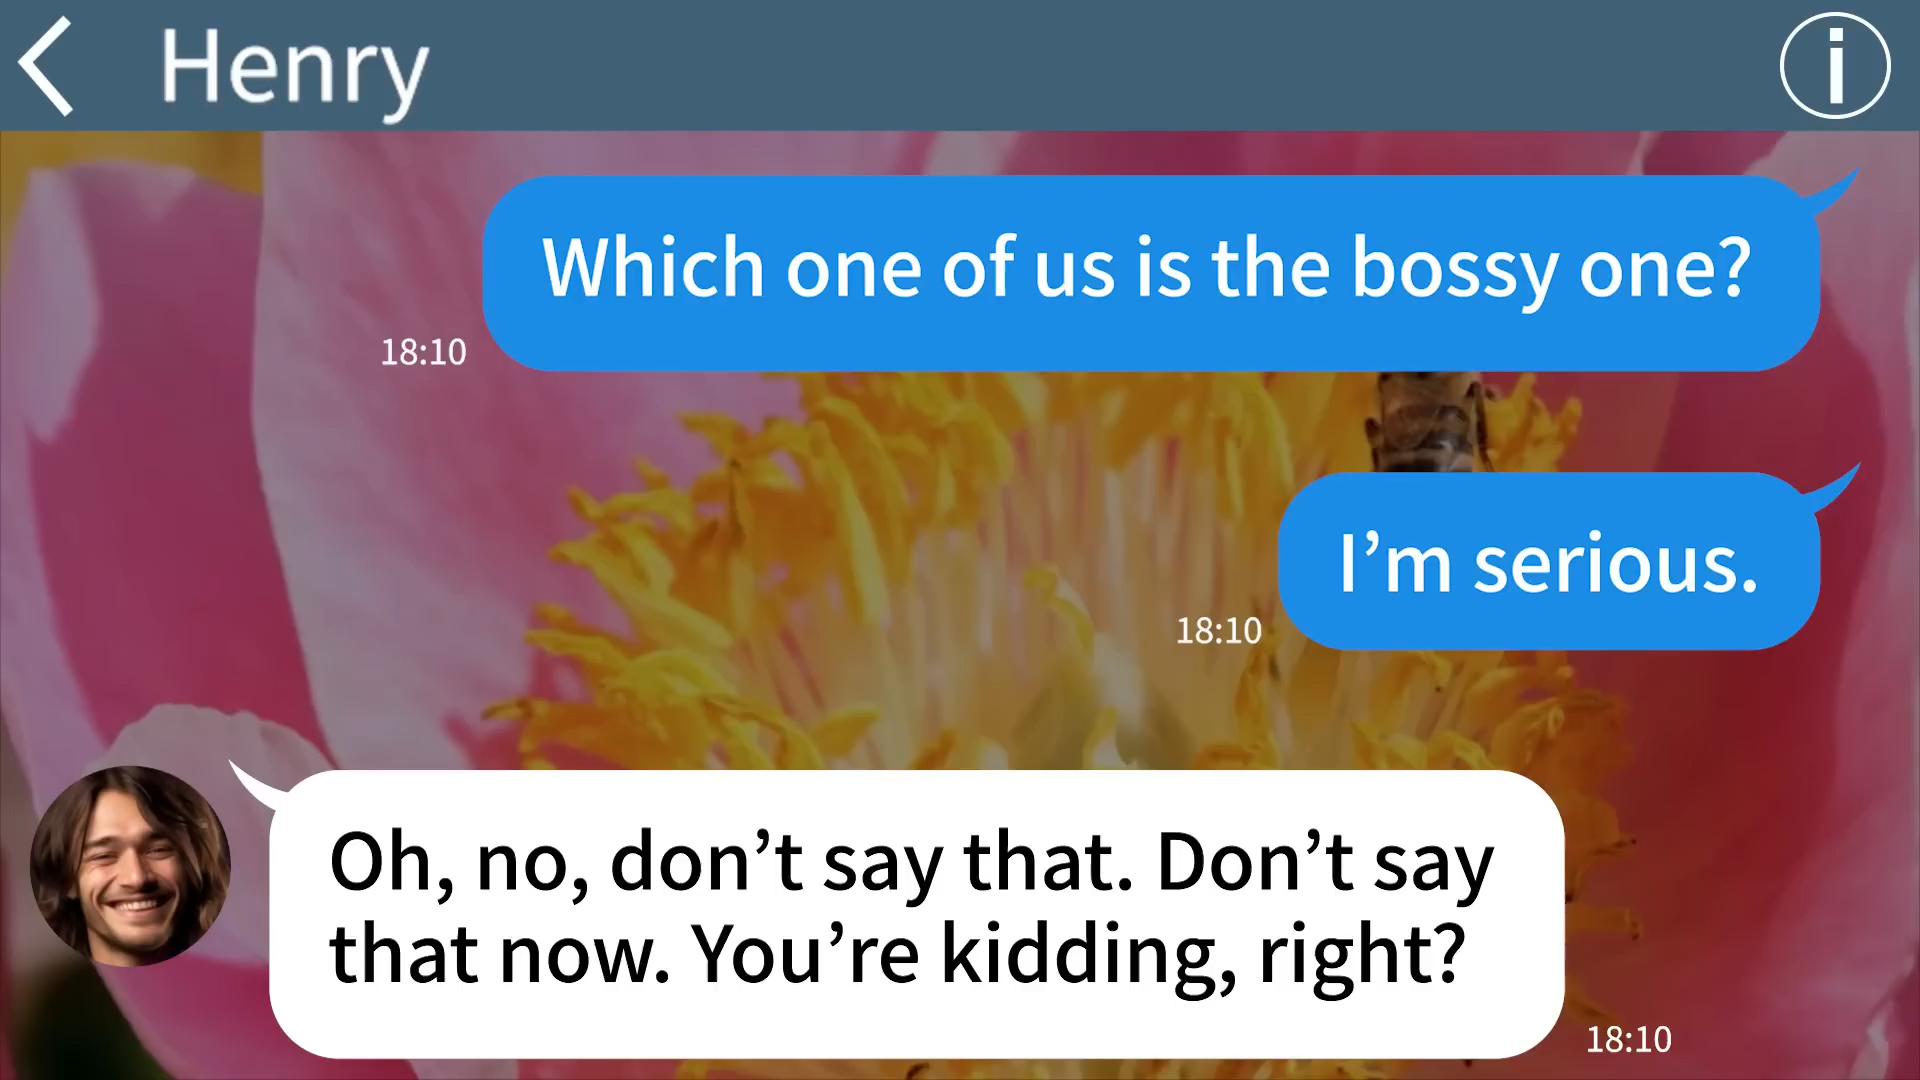 Henry
Which one of us is the bossy one?
18:10
I’m serious.
18:10
Oh, no, don’t say that. Don’t say
that now. You’re kidding, right?
18:10